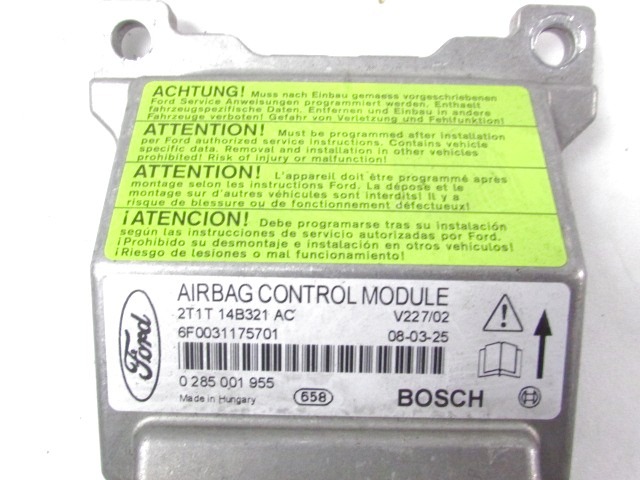 ACHTUNG! Muss nach Einbau gemaess vorgeschriebenen
Ford Service Anweisungen programmiert werden. Enthaelt
fahrzeugspezifische Daten. Entfernen und Einbau in andere
Fahrzeuge verboten! Gefahr von Verletzung und Fehlfunktion!
ATTENTION! Must be programmed after installation
per Ford authorized service instructions. Contains vehicle
specific data. Removal and installation in other vehicles
prohibited! Risk of injury or malfunction!
ATTENTION! L'appareil doit être programmé après
montage selon les instructions Ford. La dépose et le
montage sur d'autres véhicules sont interdits! Il y a
risque de blessure ou de fonctionnement défectueux!
¡ATENCION! Debe programarse tras su instalación
según las instrucciones de servicio autorizadas por Ford.
¡Prohibido su desmontaje e instalación en otros vehículos!
¡Riesgo de lesiones o mal funcionamiento!
Ford
AIRBAG CONTROL MODULE
2T1T 14B321 AC V227/02
6F0031175701 08-03-25
0 285 001 955
Made in Hungary 658 BOSCH